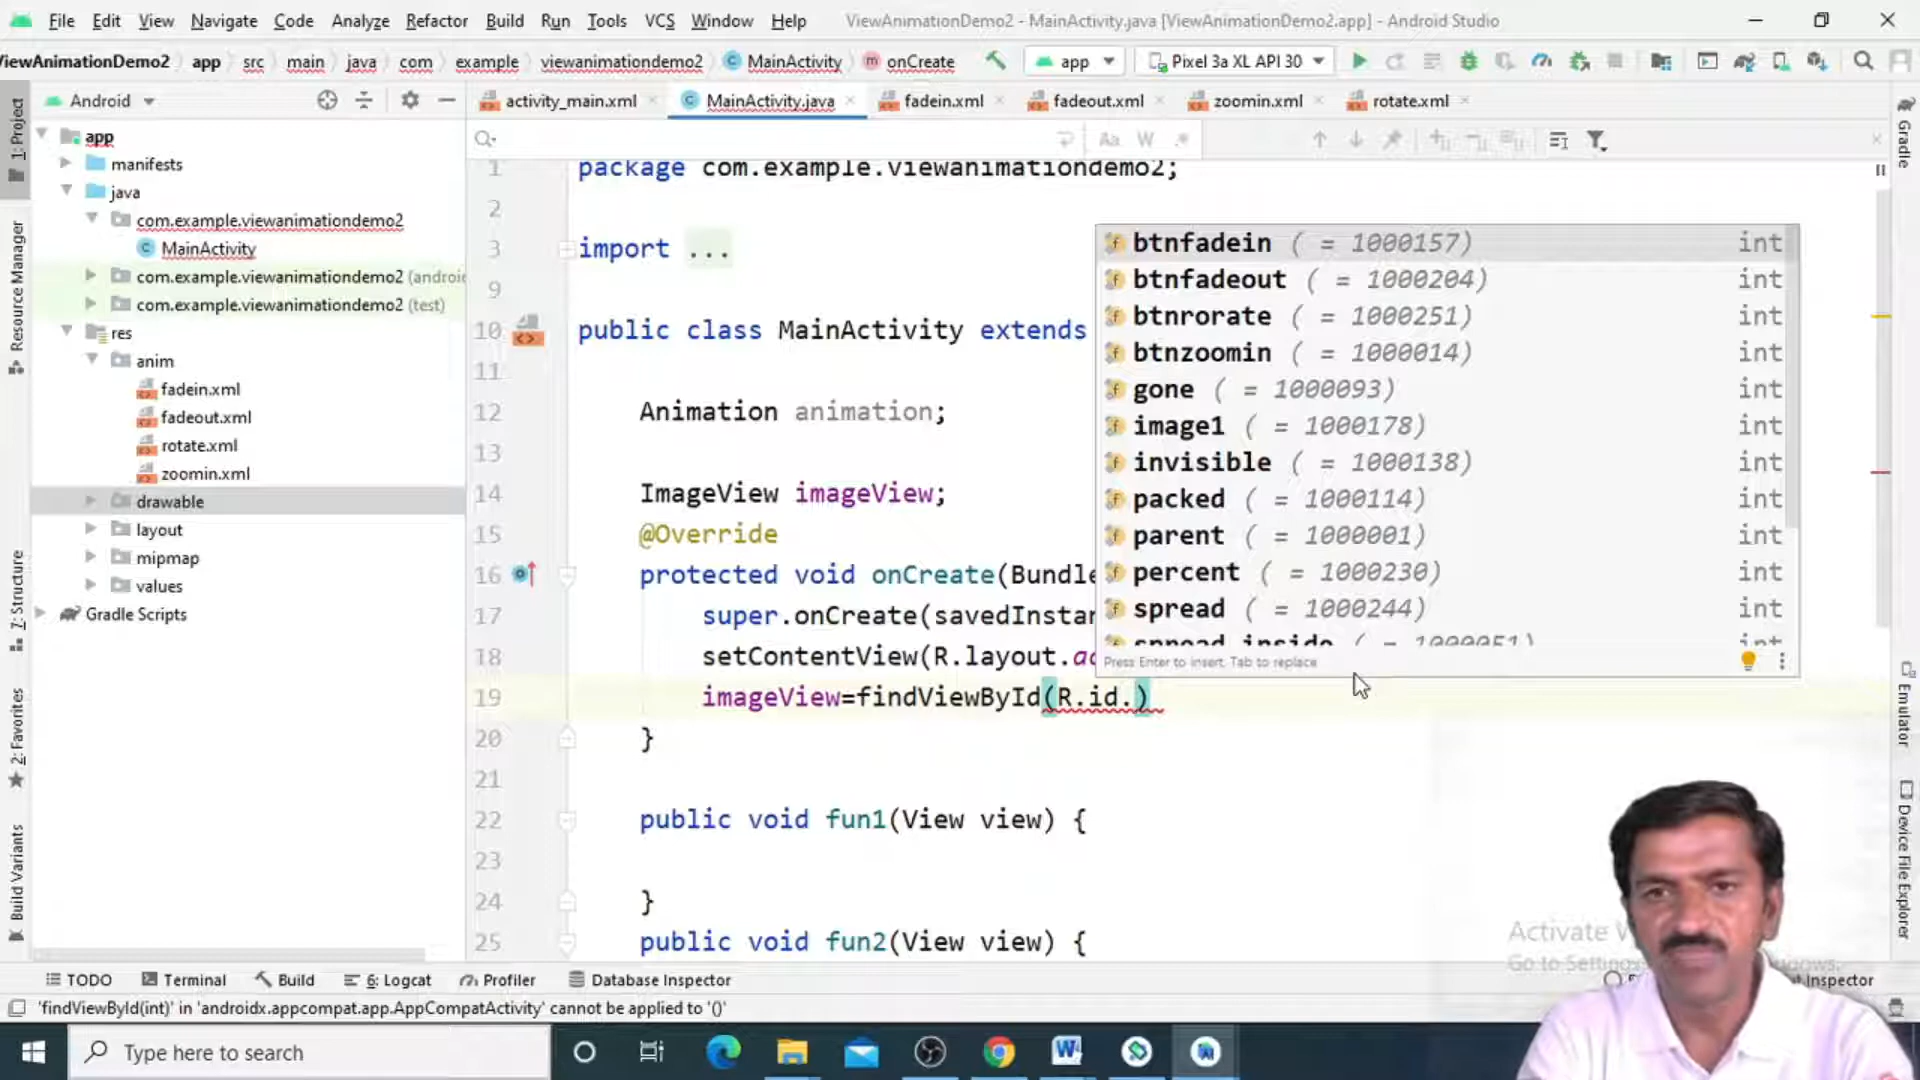 File Edit View Navigate Code Analyze Refactor Build Run Tools VCS Window Help ViewAnimationDemo2 - MainActivity.java [ViewAnimationDemo2.app] - Android Studio
ViewAnimationDemo2 app src main java com example viewanimationdemo2 MainActivity onCreate app Pixel 3a XL API 30
Android
activity_main.xml MainActivity.java fadein.xml fadeout.xml zoomin.xml rotate.xml
Aa W .*
app
manifests
java
com.example.viewanimationdemo2
MainActivity
com.example.viewanimationdemo2 (androi
com.example.viewanimationdemo2 (test)
res
anim
fadein.xml
fadeout.xml
rotate.xml
zoomin.xml
drawable
layout
mipmap
values
Gradle Scripts
1: Project
Resource Manager
7: Structure
2: Favorites
Build Variants
1 package com.example.viewanimationdemo2;
2
3 import ...
9
10 public class MainActivity extends
11
12 Animation animation;
13
14 ImageView imageView;
15 @Override
16 protected void onCreate(Bundle
17 super.onCreate(savedInstan
18 setContentView(R.layout.ac
19 imageView=findViewById(R.id.)
20 }
21
22 public void fun1(View view) {
23
24 }
25 public void fun2(View view) {
btnfadein ( = 1000157) int
btnfadeout ( = 1000204) int
btnrorate ( = 1000251) int
btnzoomin ( = 1000014) int
gone ( = 1000093) int
image1 ( = 1000178) int
invisible ( = 1000138) int
packed ( = 1000114) int
parent ( = 1000001) int
percent ( = 1000230) int
spread ( = 1000244) int
spread_inside ( = 1000051) int
Press Enter to insert, Tab to replace
Gradle
Emulator
Device File Explorer
Activate W
Go to Settings
TODO Terminal Build 6: Logcat Profiler Database Inspector
'findViewById(int)' in 'androidx.appcompat.app.AppCompatActivity' cannot be applied to '()'
Type here to search